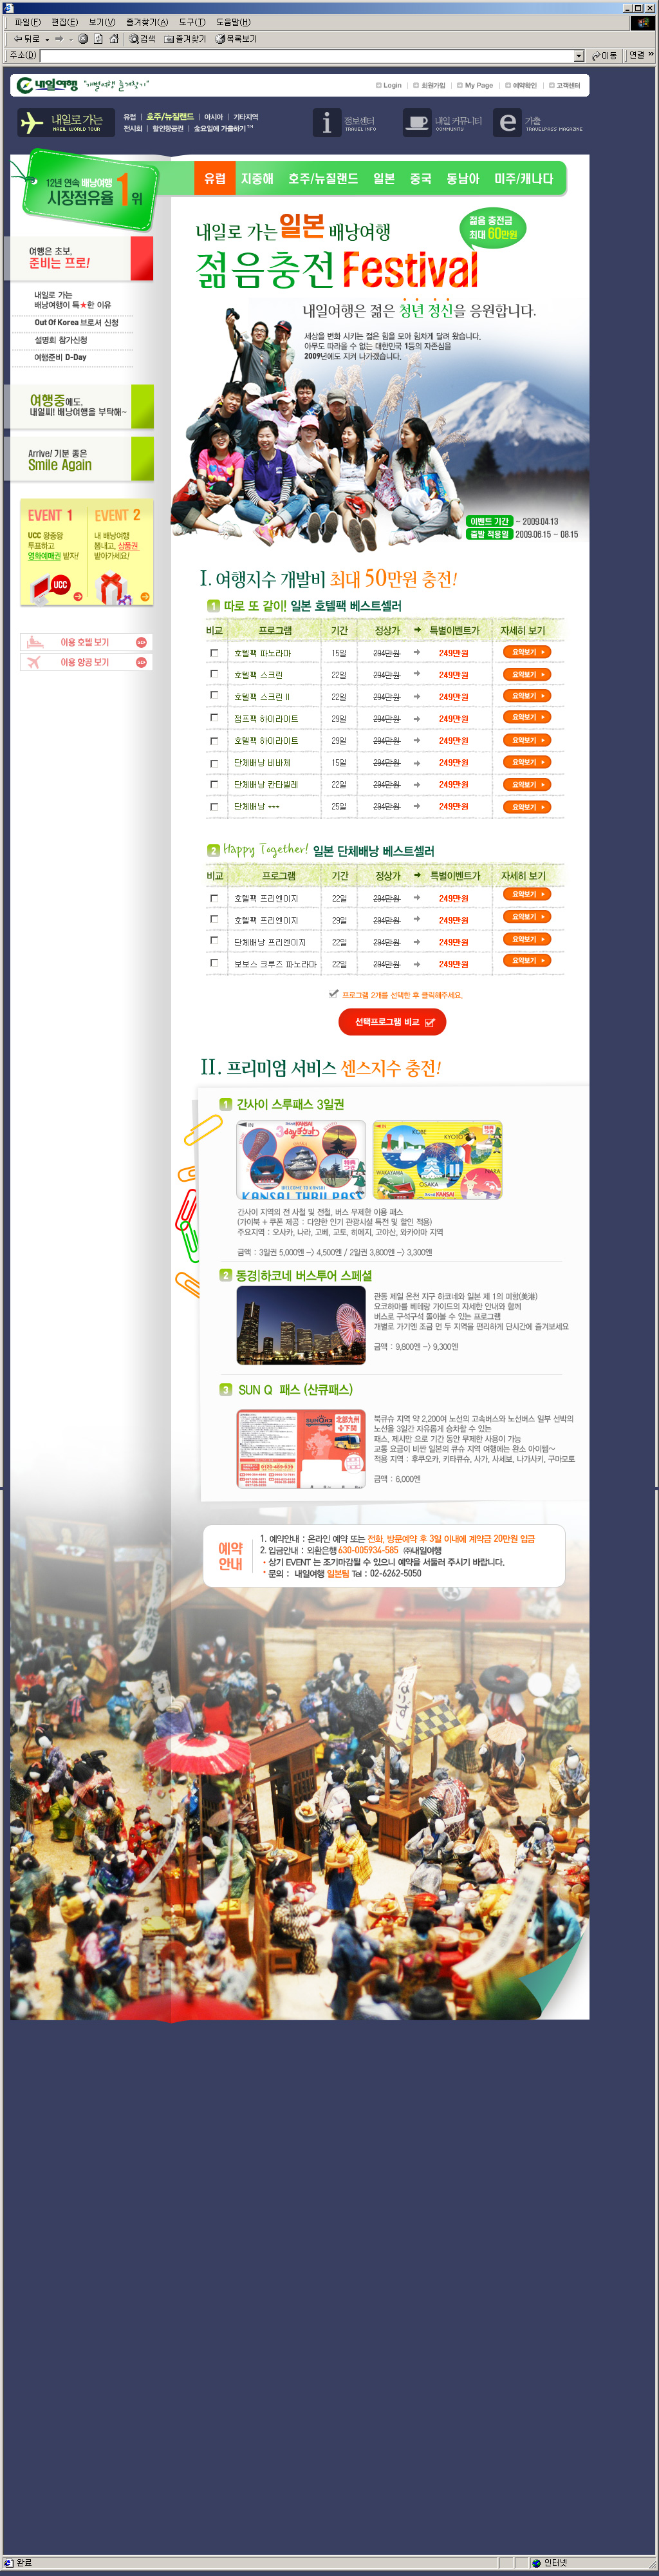 파일(F) 편집(E) 보기(V) 즐겨찾기(A) 도구(T) 도움말(H)
뒤로 검색 즐겨찾기 목록보기
주소(D) 이동 연결 »
내일여행
Login 회원가입 My Page 예약확인 고객센터
내일로 가는
NAEIL WORLD TOUR
유럽 | 호주/뉴질랜드 | 아시아 | 기타지역
전시회 | 할인항공권 | 금요일에 가출하기
정보센터
TRAVEL INFO
내일 커뮤니티
COMMUNITY
가출
TRAVELPASS MAGAZINE
12년 연속 배낭여행
시장점유율 1위
유럽 지중해 호주/뉴질랜드 일본 중국 동남아 미주/캐나다
여행은 초보,
준비는 프로!
내일로 가는
배낭여행이 특★한 이유
Out Of Korea 브로셔 신청
설명회 참가신청
여행준비 D-Day
여행중에도,
내일씨! 배낭여행을 부탁해~
Arrive! 기분 좋은
Smile Again
EVENT 1
UCC 왕중왕
투표하고
영화예매권 받자!
UCC
EVENT 2
내 배낭여행
뽐내고, 상품권
받아가세요!
이용 호텔 보기 GO
이용 항공 보기 GO
내일로 가는 일본 배낭여행
젊음 충전금
최대 60만원
젊음충전 Festival
내일여행은 젊은 청년 정신을 응원합니다.
세상을 변화 시키는 젊은 힘을 모아 힘차게 달려 왔습니다.
아무도 따라올 수 없는 대한민국 1등의 자존심을
2009년에도 지켜 나가겠습니다.
이벤트 기간 ~ 2009.04.13
출발 적용일 2009.06.15 ~ 08.15
I. 여행지수 개발비 최대 50만원 충전!
1 따로 또 같이! 일본 호텔팩 베스트셀러
비교 프로그램 기간 정상가 → 특별이벤트가 자세히 보기
호텔팩 파노라마 15일 294만원 → 249만원 요약보기
호텔팩 스크린 22일 294만원 → 249만원 요약보기
호텔팩 스크린 II 22일 294만원 → 249만원 요약보기
점프팩 하이라이트 29일 294만원 → 249만원 요약보기
호텔팩 하이라이트 29일 294만원 → 249만원 요약보기
단체배낭 비바체 15일 294만원 → 249만원 요약보기
단체배낭 칸타빌레 22일 294만원 → 249만원 요약보기
단체배낭 +++ 25일 294만원 → 249만원 요약보기
2 Happy Together! 일본 단체배낭 베스트셀러
비교 프로그램 기간 정상가 → 특별이벤트가 자세히 보기
호텔팩 프리엔이지 22일 294만원 → 249만원 요약보기
호텔팩 프리엔이지 29일 294만원 → 249만원 요약보기
단체배낭 프리엔이지 22일 294만원 → 249만원 요약보기
보보스 크루즈 파노라마 22일 294만원 → 249만원 요약보기
프로그램 2개를 선택한 후 클릭해주세요.
선택프로그램 비교
II. 프리미엄 서비스 센스지수 충전!
1 간사이 스루패스 3일권
KANSAI
3dayチケット
WELCOME TO KANSAI
KANSAI THRU PASS
IN
KOBE
KYOTO
WAKAYAMA
OSAKA
NARA
KANSAI
간사이 지역의 전 사철 및 전철, 버스 무제한 이용 패스
(가이북 + 쿠폰 제공 : 다양한 인기 관광시설 특전 및 할인 적용)
주요지역 : 오사카, 나라, 고베, 교토, 히메지, 고야산, 와카야마 지역
금액 : 3일권 5,000엔 -> 4,500엔 / 2일권 3,800엔 -> 3,300엔
2 동경|하코네 버스투어 스페셜
관동 제일 온천 지구 하코네와 일본 제 1의 미항(美港)
요코하마를 베테랑 가이드의 자세한 안내와 함께
버스로 구석구석 돌아볼 수 있는 프로그램
개별로 가기엔 조금 먼 두 지역을 편리하게 단시간에 즐겨보세요
금액 : 9,800엔 -> 9,300엔
3 SUN Q 패스 (산큐패스)
北部九州
+下関
북큐슈 지역 약 2,200여 노선의 고속버스와 노선버스 일부 선박의
노선을 3일간 자유롭게 승차할 수 있는
패스, 제시만 으로 기간 동안 무제한 사용이 가능
교통 요금이 비싼 일본의 큐슈 지역 여행에는 완소 아이템~
적용 지역 : 후쿠오카, 키타큐슈, 사가, 사세보, 나가사키, 구마모토
금액 : 6,000엔
예약
안내
1. 예약안내 : 온라인 예약 또는 전화, 방문예약 후 3일 이내에 계약금 20만원 입금
2. 입금안내 : 외환은행 630-005934-585 ㈜내일여행
• 상기 EVENT 는 조기마감될 수 있으니 예약을 서둘러 주시기 바랍니다.
• 문의 : 내일여행 일본팀 Tel : 02-6262-5050
완료 인터넷